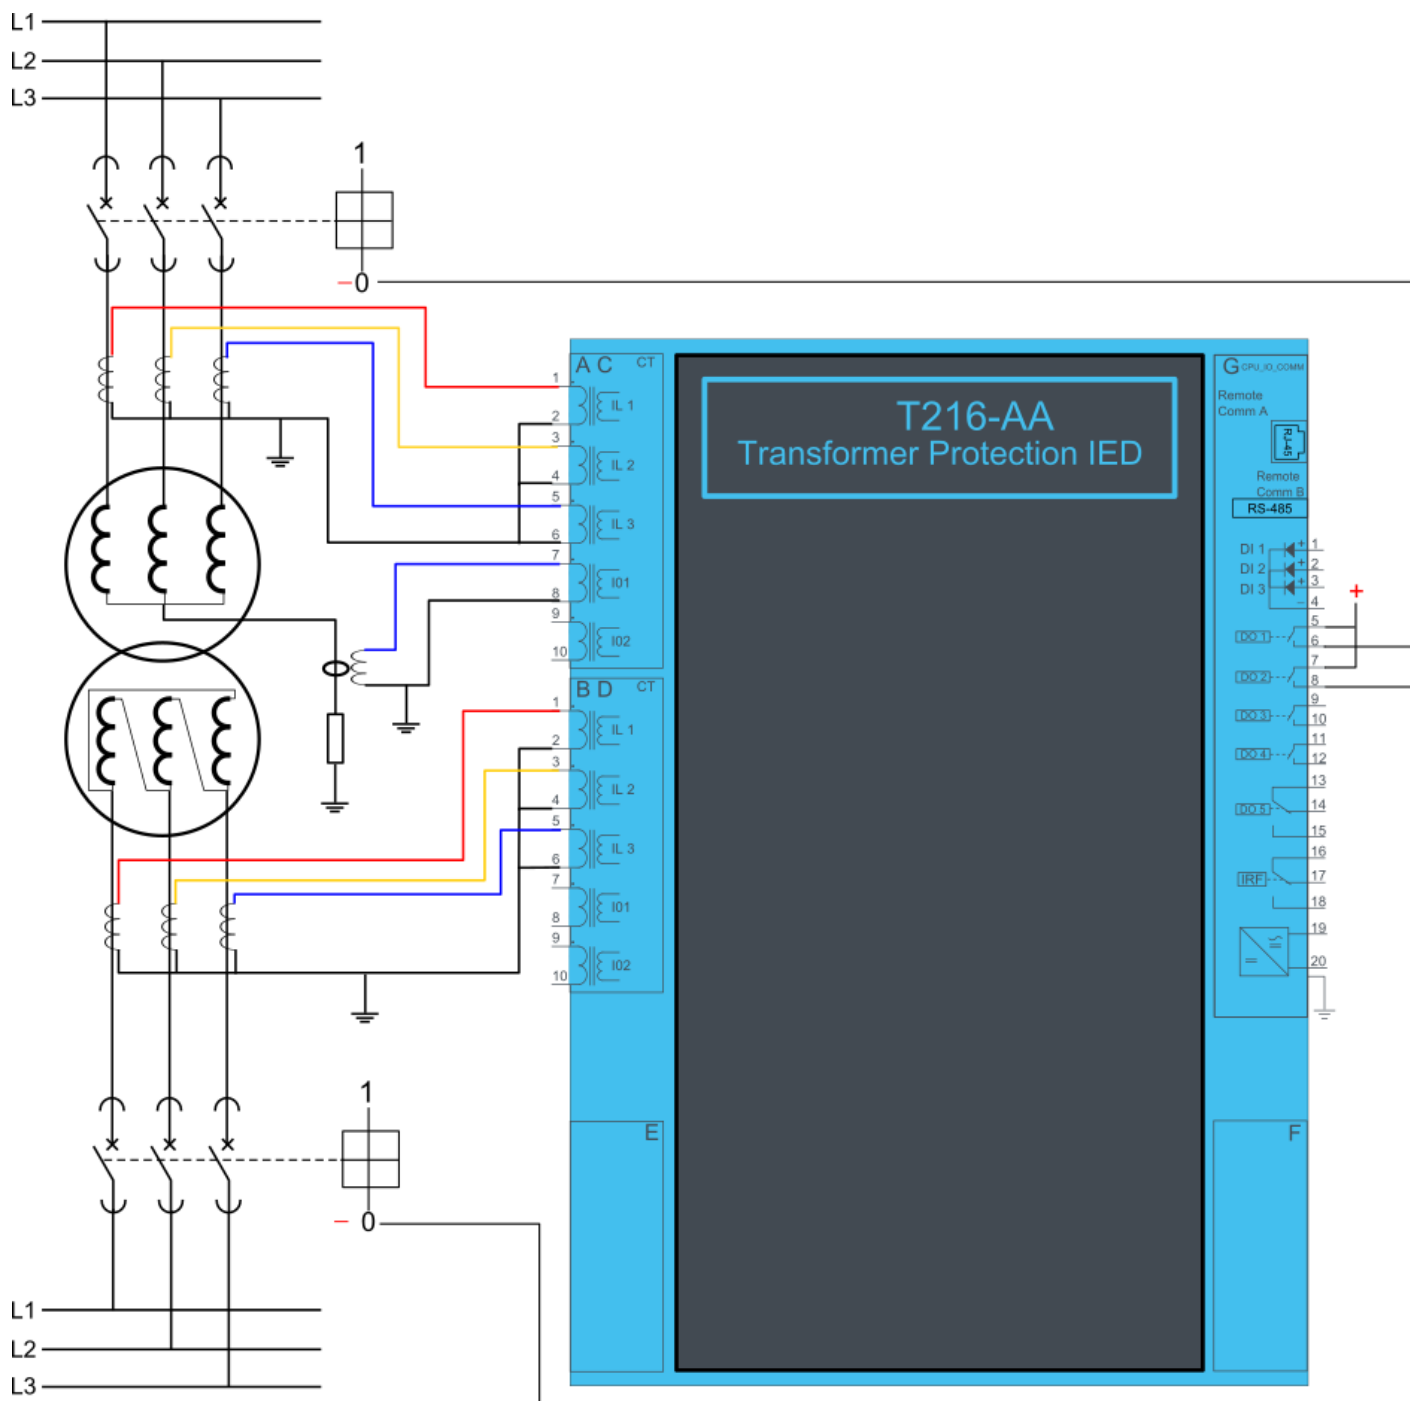 L1
L2
L3
1
−0
A C CT
1
IL 1
2
3
IL 2
4
5
IL 3
6
7
I01
8
9
I02
10
B D CT
1
IL 1
2
3
IL 2
4
5
IL 3
6
7
I01
8
9
I02
10
T216-AA
Transformer Protection IED
G CPU_IO_COMM
Remote
Comm A
RJ-45
Remote
Comm B
RS-485
DI 1 + 1
DI 2 + 2
DI 3 + 3
− 4
+
5
DO 1 6
7
DO 2 8
9
DO 3 10
11
DO 4 12
13
DO 5 14
15
16
IRF 17
18
19
20
E
F
1
− 0
L1
L2
L3